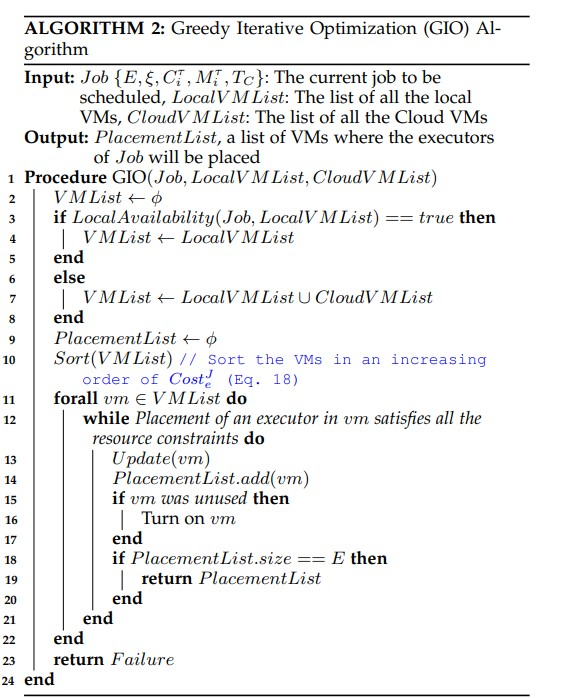 ALGORITHM 2: Greedy Iterative Optimization (GIO) Al-
gorithm
Input: Job {E, ξ, C_i^τ, M_i^τ, T_C}: The current job to be
scheduled, LocalVMList: The list of all the local
VMs, CloudVMList: The list of all the Cloud VMs
Output: PlacementList, a list of VMs where the executors
of Job will be placed
1 Procedure GIO(Job, LocalVMList, CloudVMList)
2 VMList ← ϕ
3 if LocalAvailability(Job, LocalVMList) == true then
4 VMList ← LocalVMList
5 end
6 else
7 VMList ← LocalVMList ∪ CloudVMList
8 end
9 PlacementList ← ϕ
10 Sort(VMList) // Sort the VMs in an increasing
order of Cost_e^J (Eq. 18)
11 forall vm ∈ VMList do
12 while Placement of an executor in vm satisfies all the
resource constraints do
13 Update(vm)
14 PlacementList.add(vm)
15 if vm was unused then
16 Turn on vm
17 end
18 if PlacementList.size == E then
19 return PlacementList
20 end
21 end
22 end
23 return Failure
24 end